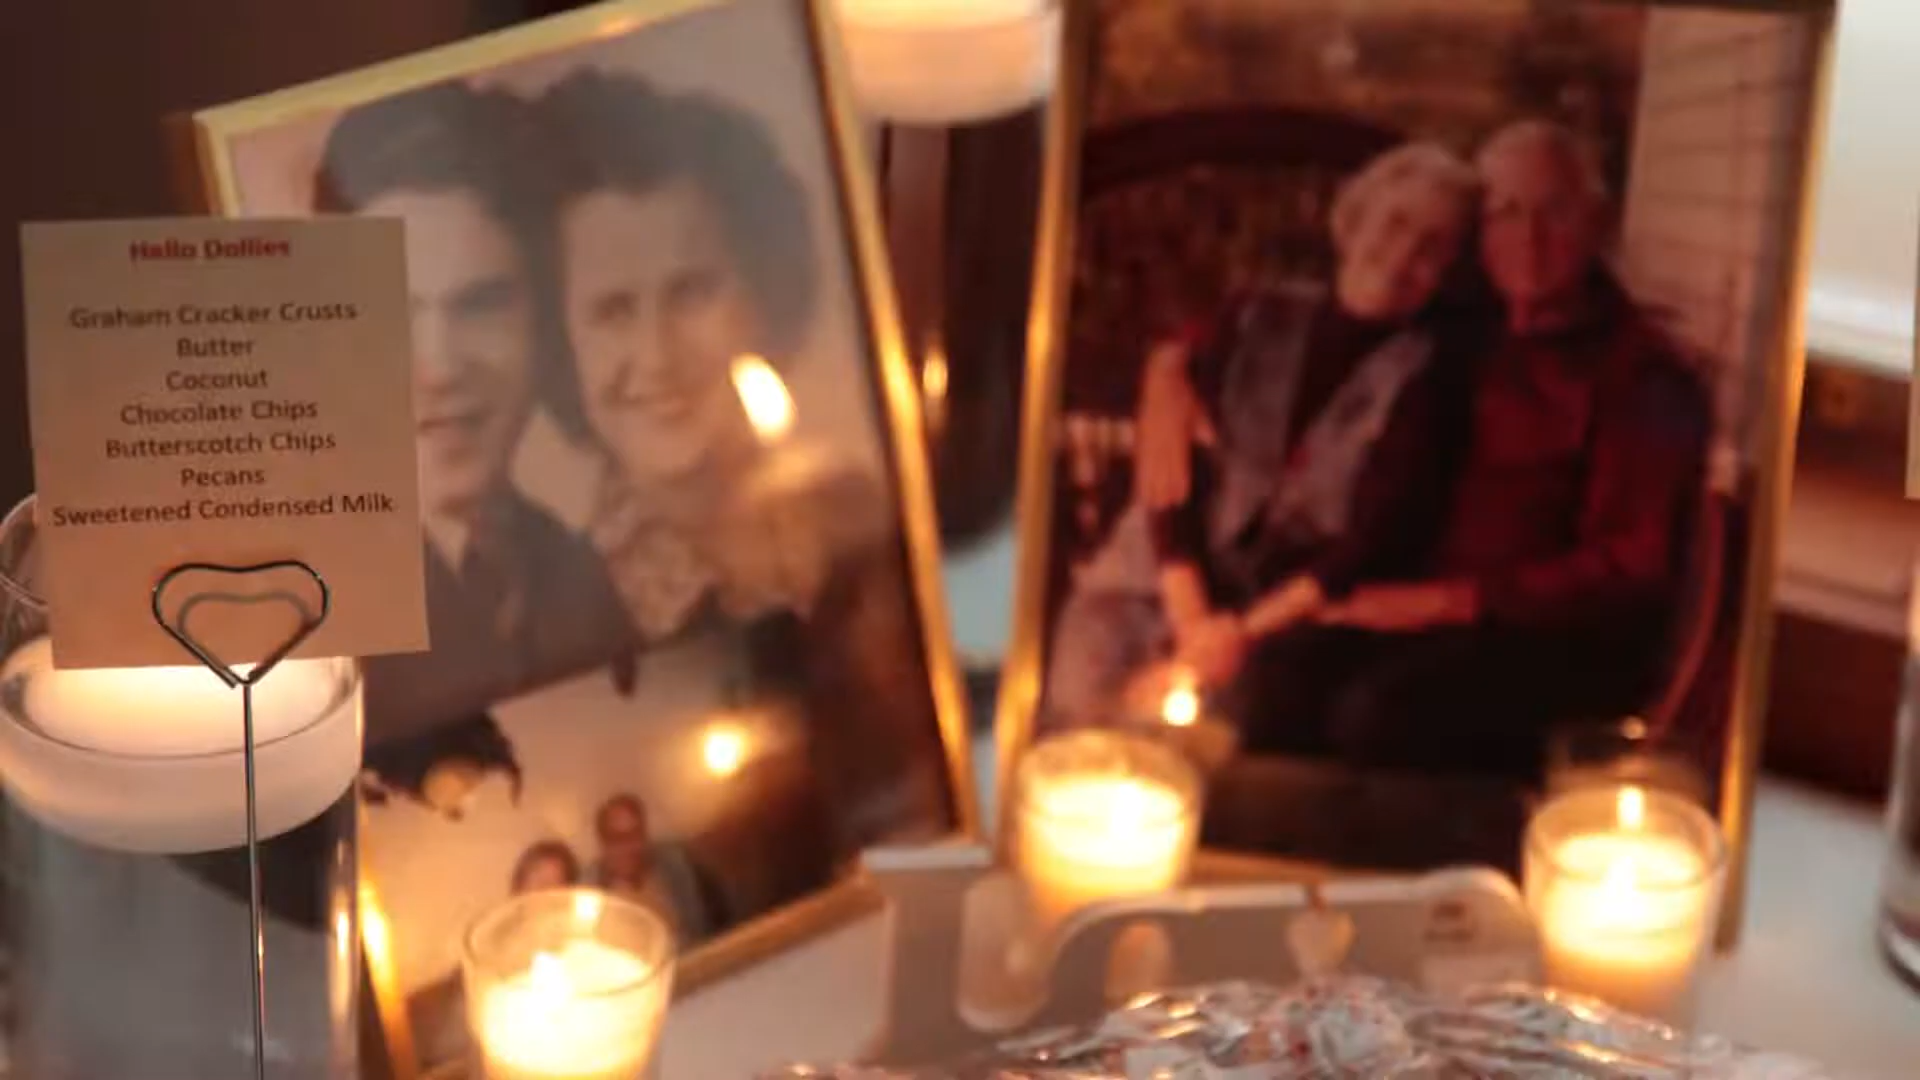 Hello Dollies
Graham Cracker Crusts
Butter
Coconut
Chocolate Chips
Butterscotch Chips
Pecans
Sweetened Condensed Milk